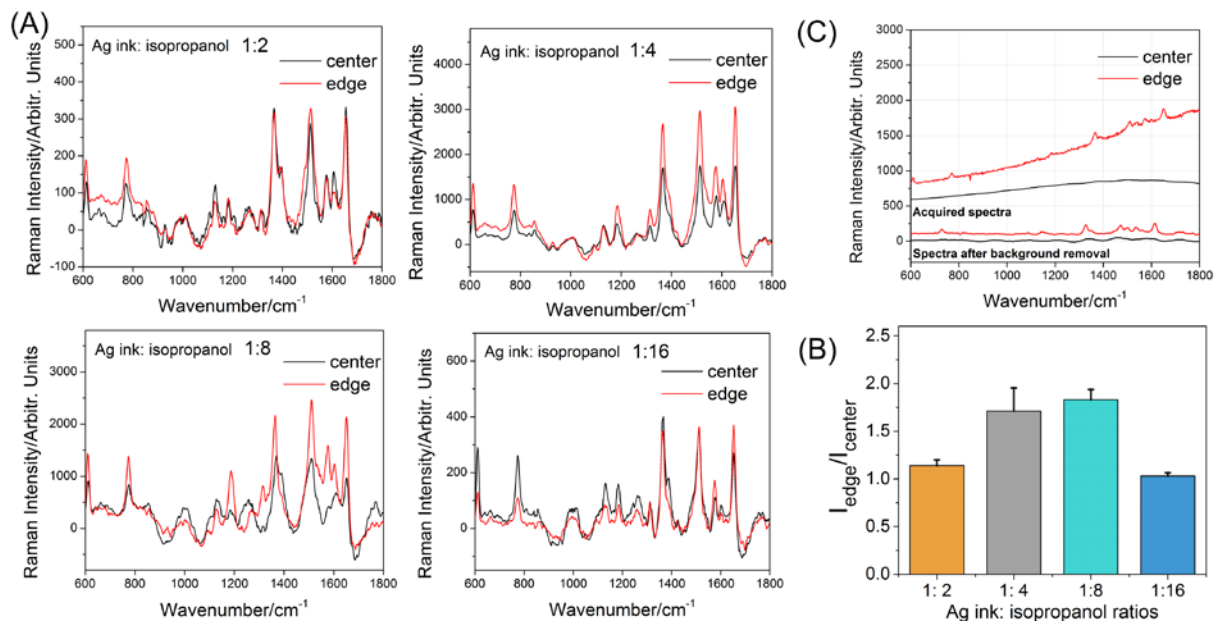 (A)
Ag ink: isopropanol 1:2
center
edge
Raman Intensity/Arbitr. Units
500
400
300
200
100
0
-100
600 800 1000 1200 1400 1600 1800
Wavenumber/cm-1
Ag ink: isopropanol 1:4
center
edge
Raman Intensity/Arbitr. Units
4000
3000
2000
1000
0
600 800 1000 1200 1400 1600 1800
Wavenumber/cm-1
(C)
center
edge
Raman Intensity/Arbitr. Units
3000
2500
2000
1500
1000
500
0
Acquired spectra
Spectra after background removal
600 800 1000 1200 1400 1600 1800
Wavenumber/cm-1
Ag ink: isopropanol 1:8
center
edge
Raman Intensity/Arbitr. Units
3000
2000
1000
0
600 800 1000 1200 1400 1600 1800
Wavenumber/cm-1
Ag ink: isopropanol 1:16
center
edge
Raman Intensity/Arbitr. Units
600
400
200
0
600 800 1000 1200 1400 1600 1800
Wavenumber/cm-1
(B)
Iedge/Icenter
2.5
2.0
1.5
1.0
0.5
0.0
1: 2 1: 4 1:8 1:16
Ag ink: isopropanol ratios